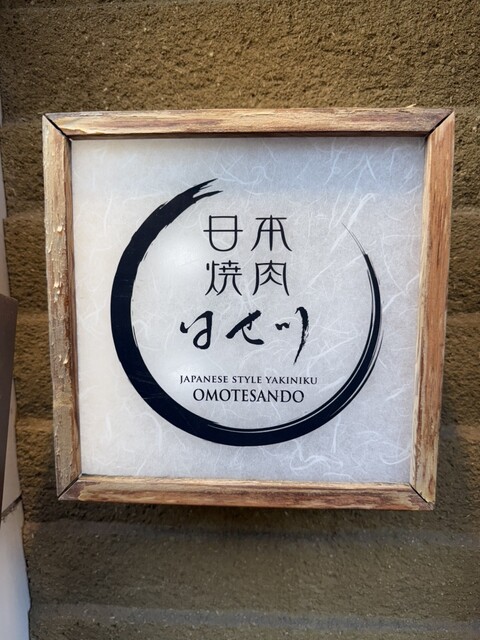 日本
焼肉
はせ川
JAPANESE STYLE YAKINIKU
OMOTESANDO